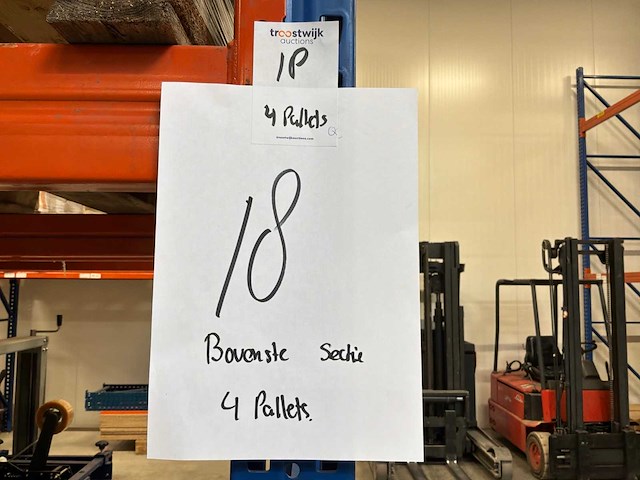 troostwijk
auctions
18
4 Pallets
18
Bovenste Sectie
4 Pallets.